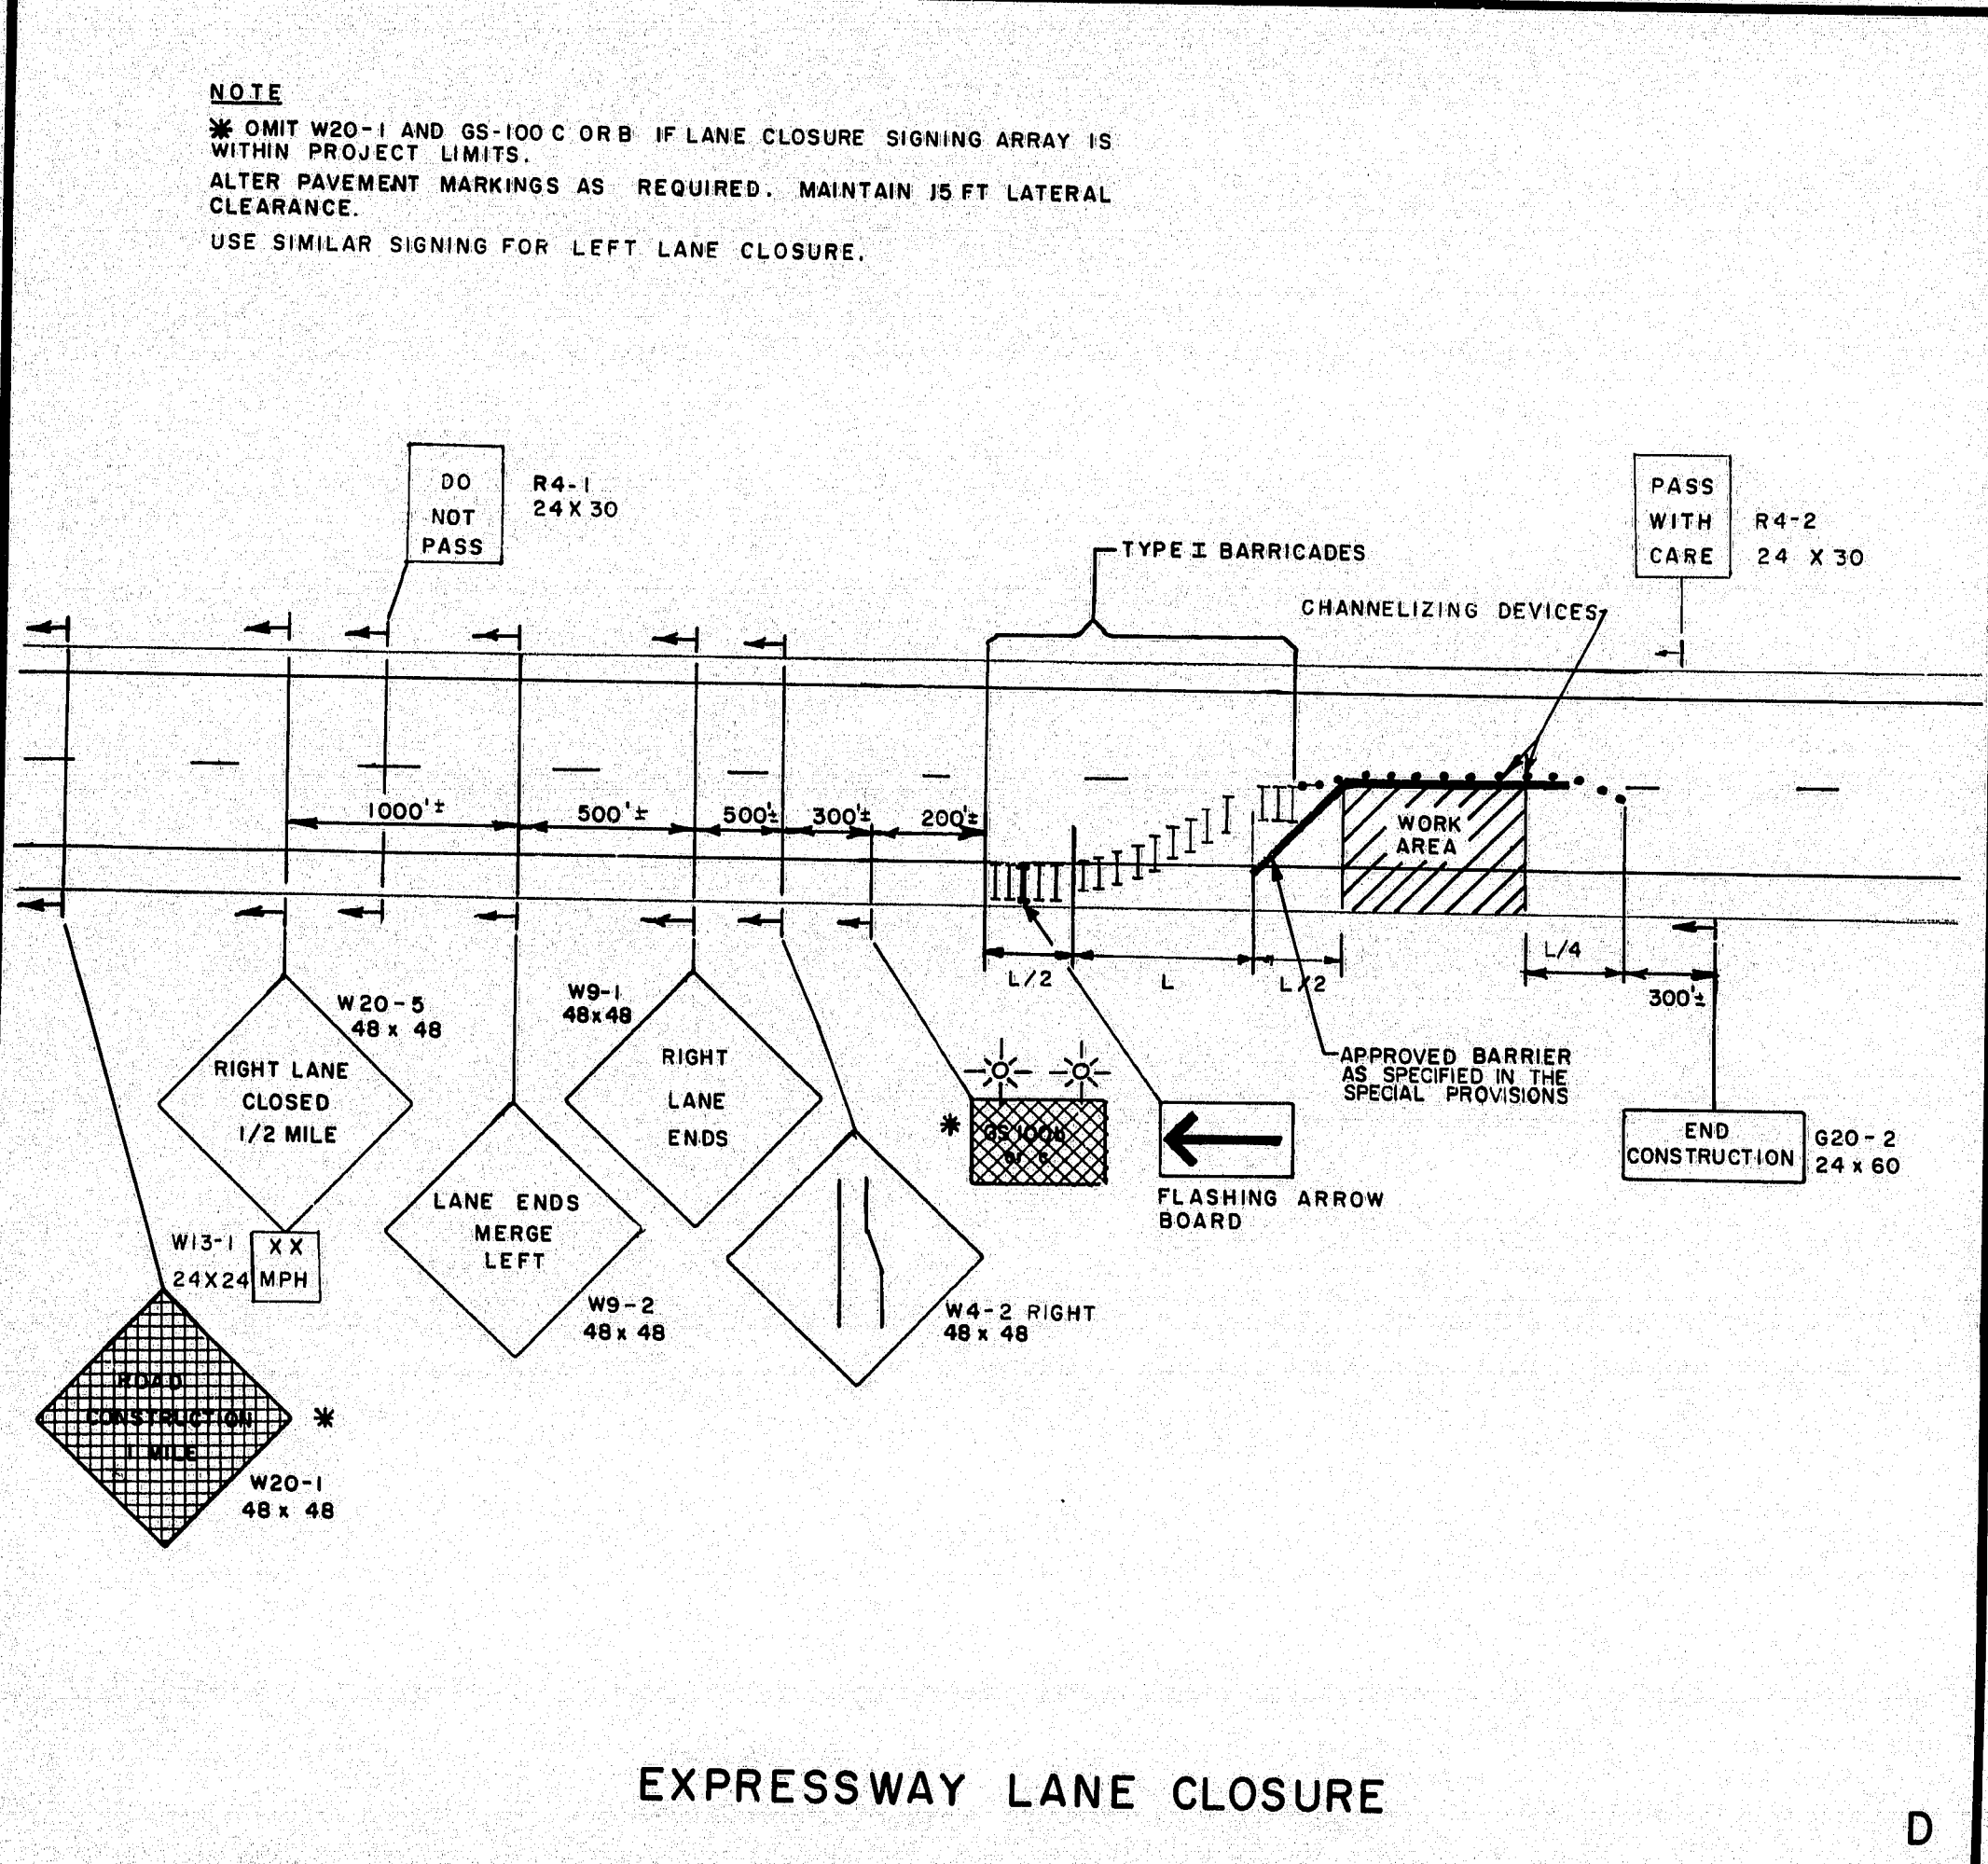 NOTE
✱ OMIT W20-1 AND GS-100 C OR B IF LANE CLOSURE SIGNING ARRAY IS
WITHIN PROJECT LIMITS.
ALTER PAVEMENT MARKINGS AS REQUIRED. MAINTAIN 15 FT LATERAL
CLEARANCE.
USE SIMILAR SIGNING FOR LEFT LANE CLOSURE.
DO
NOT
PASS
R4-1
24 X 30
TYPE I BARRICADES
PASS
WITH
CARE
R4-2
24 X 30
CHANNELIZING DEVICES
1000'±
500'±
500'±
300'±
200'±
WORK
AREA
L/2
L
L/2
L/4
300'±
W20-5
48 x 48
RIGHT LANE
CLOSED
1/2 MILE
W13-1
24X24
XX
MPH
LANE ENDS
MERGE
LEFT
W9-2
48 x 48
W9-1
48x48
RIGHT
LANE
ENDS
W4-2 RIGHT
48 x 48
✱
GS 100b
or c
FLASHING ARROW
BOARD
APPROVED BARRIER
AS SPECIFIED IN THE
SPECIAL PROVISIONS
END
CONSTRUCTION
G20-2
24 x 60
ROAD
CONSTRUCTION
1 MILE
✱
W20-1
48 x 48
EXPRESSWAY LANE CLOSURE
D